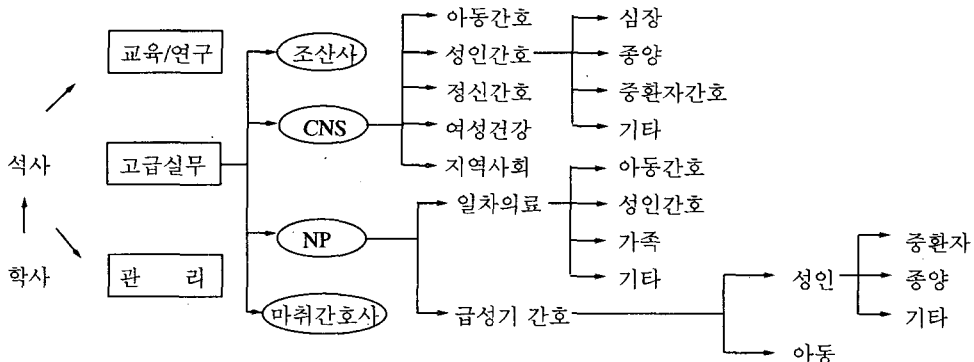 교육/연구
고급실무
관 리
석사
학사
조산사
CNS
NP
마취간호사
아동간호
성인간호
정신간호
여성건강
지역사회
심장
종양
중환자간호
기타
일차의료
급성기 간호
아동간호
성인간호
가족
기타
성인
아동
중환자
종양
기타